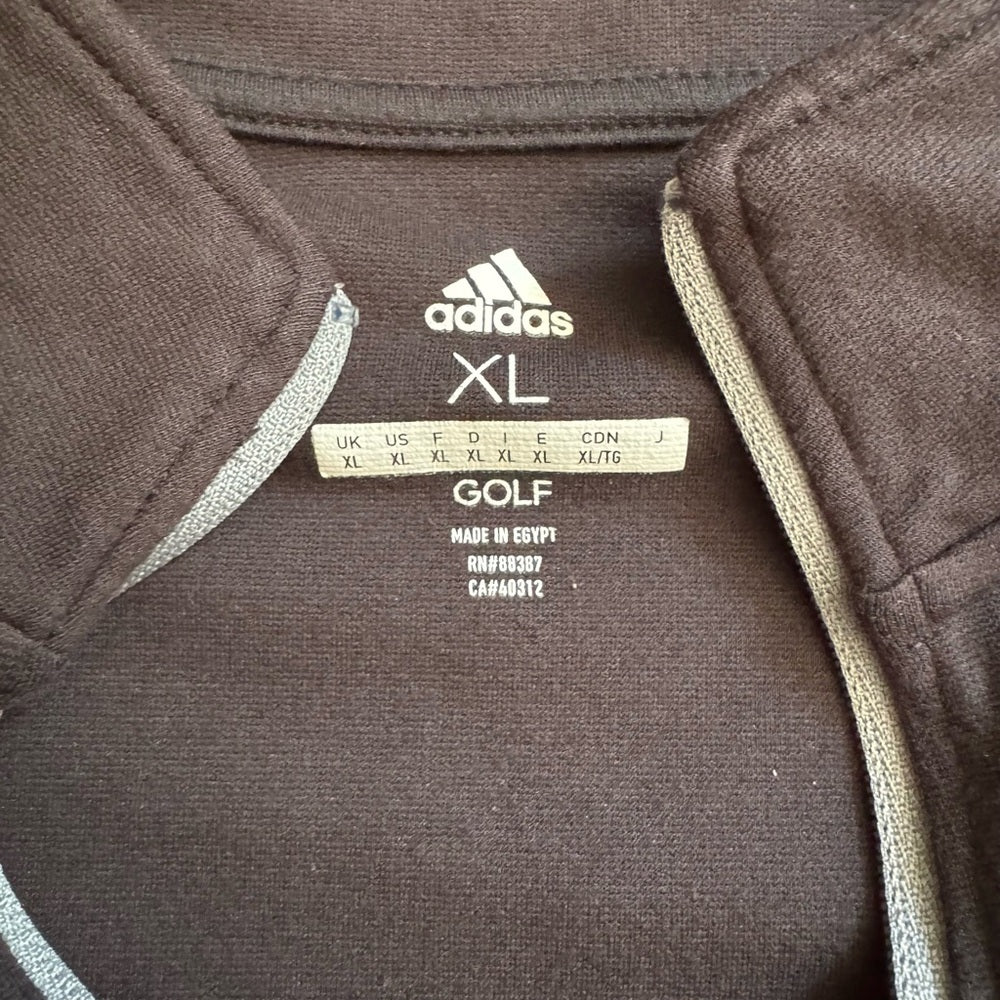 adidas
XL
UK US F D I E CDN J
XL XL XL XL XL XL XL/TG
GOLF
MADE IN EGYPT
RN#88387
CA#40312